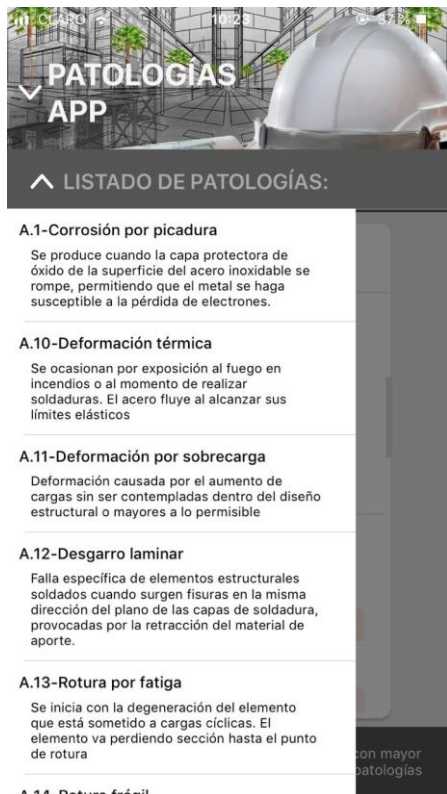 CLARO 10:23 37 %
PATOLOGÍAS
APP
LISTADO DE PATOLOGÍAS:
A.1-Corrosión por picadura
Se produce cuando la capa protectora de
óxido de la superficie del acero inoxidable se
rompe, permitiendo que el metal se haga
susceptible a la pérdida de electrones.
A.10-Deformación térmica
Se ocasionan por exposición al fuego en
incendios o al momento de realizar
soldaduras. El acero fluye al alcanzar sus
límites elásticos
A.11-Deformación por sobrecarga
Deformación causada por el aumento de
cargas sin ser contempladas dentro del diseño
estructural o mayores a lo permisible
A.12-Desgarro laminar
Falla específica de elementos estructurales
soldados cuando surgen fisuras en la misma
dirección del plano de las capas de soldadura,
provocadas por la retracción del material de
aporte.
A.13-Rotura por fatiga
Se inicia con la degeneración del elemento
que está sometido a cargas cíclicas. El
elemento va perdiendo sección hasta el punto
de rotura
con mayor
patologías
A.14-Rotura frágil